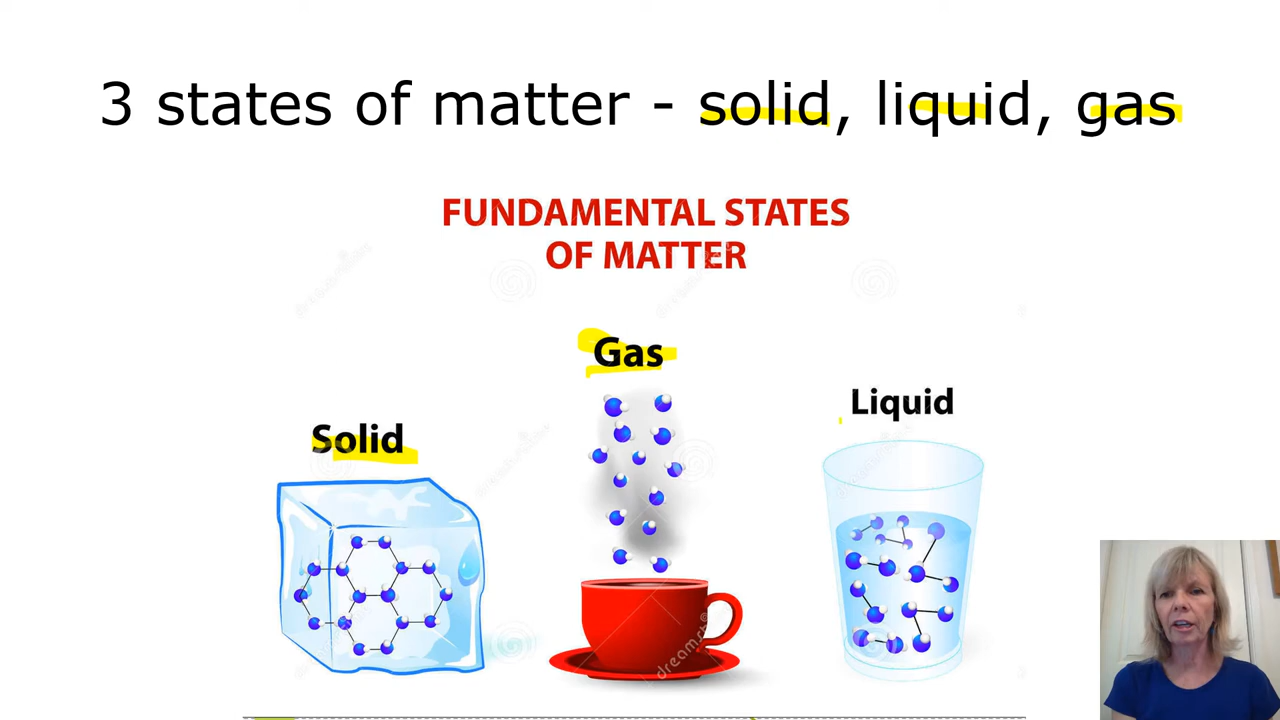 3 states of matter - solid, liquid, gas
FUNDAMENTAL STATES
OF MATTER
Gas
Liquid
Solid